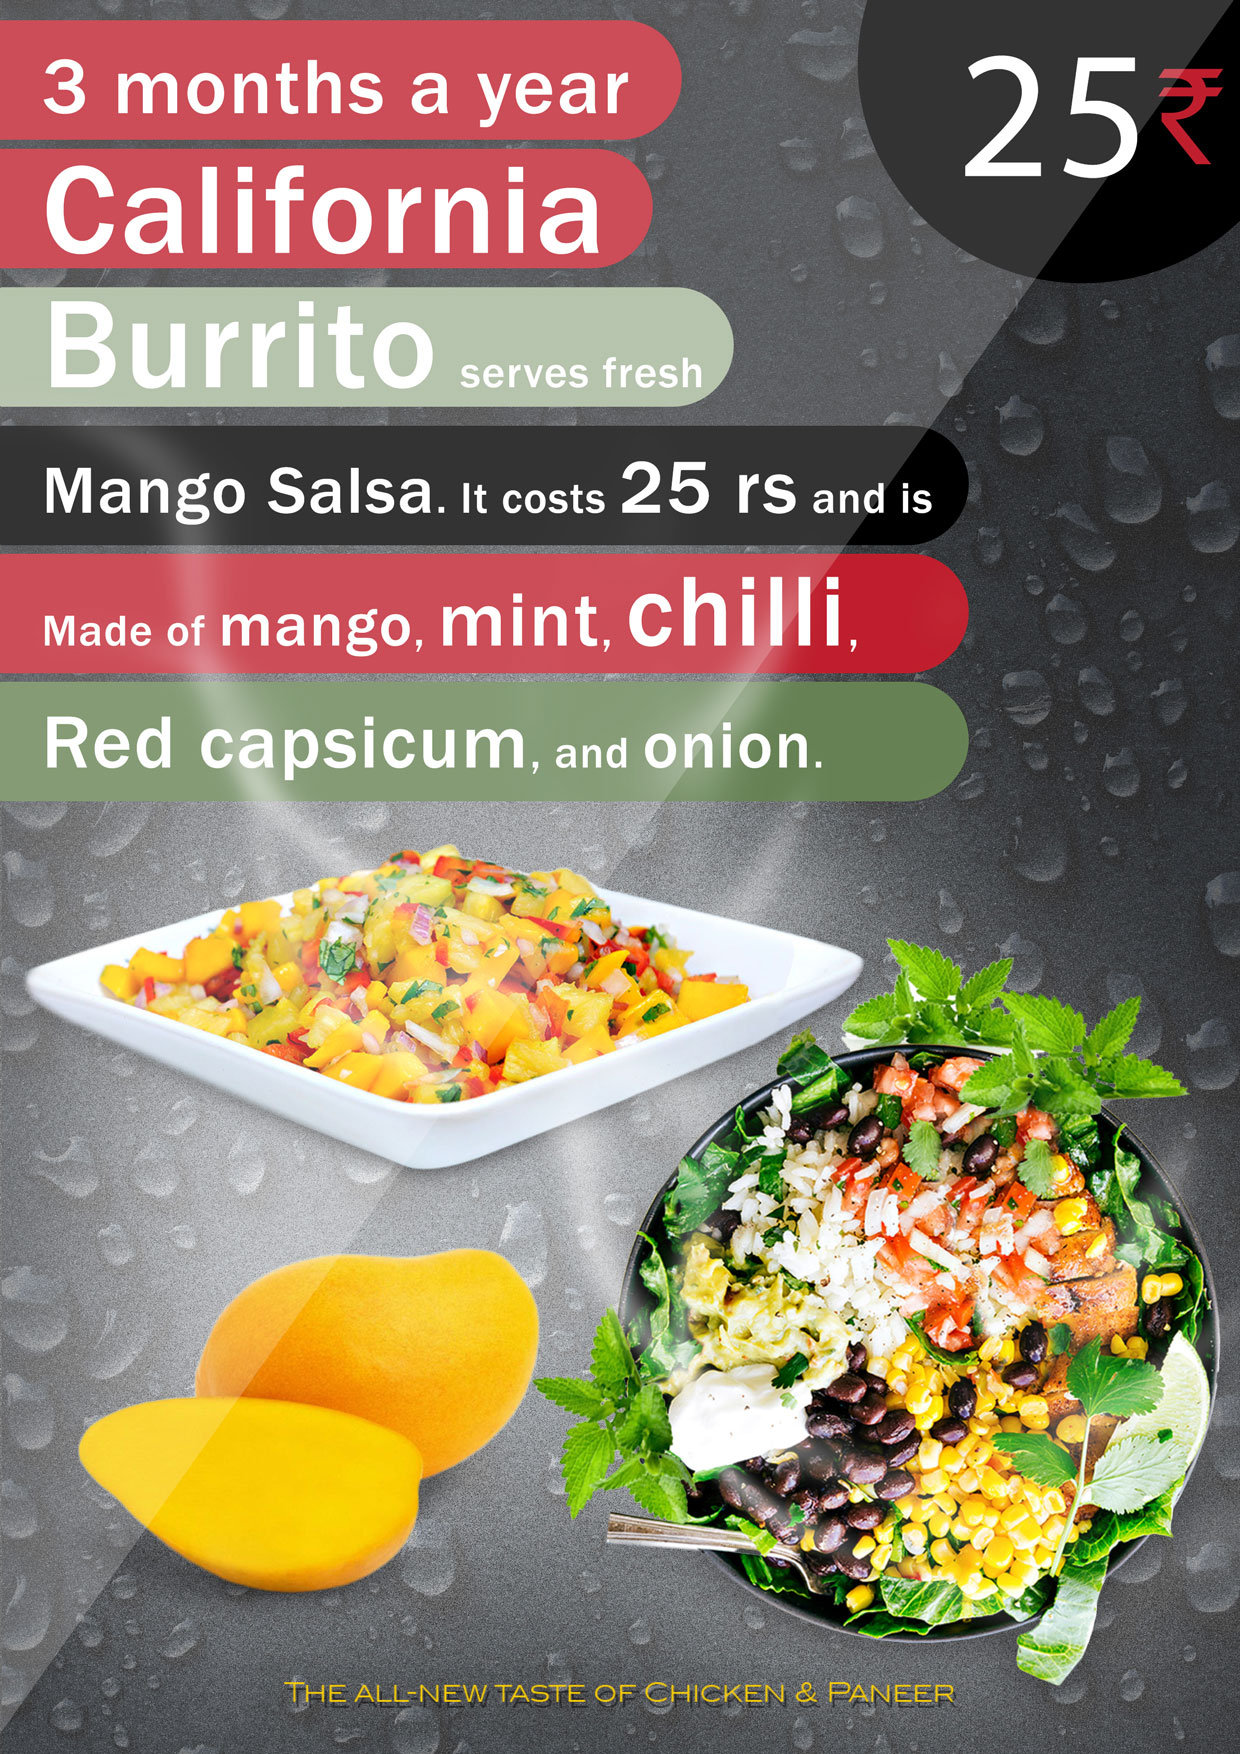 3 months a year
25₹
California
Burrito serves fresh
Mango Salsa. It costs 25 rs and is
Made of mango, mint, chilli,
Red capsicum, and onion.
The all-new taste of Chicken & Paneer